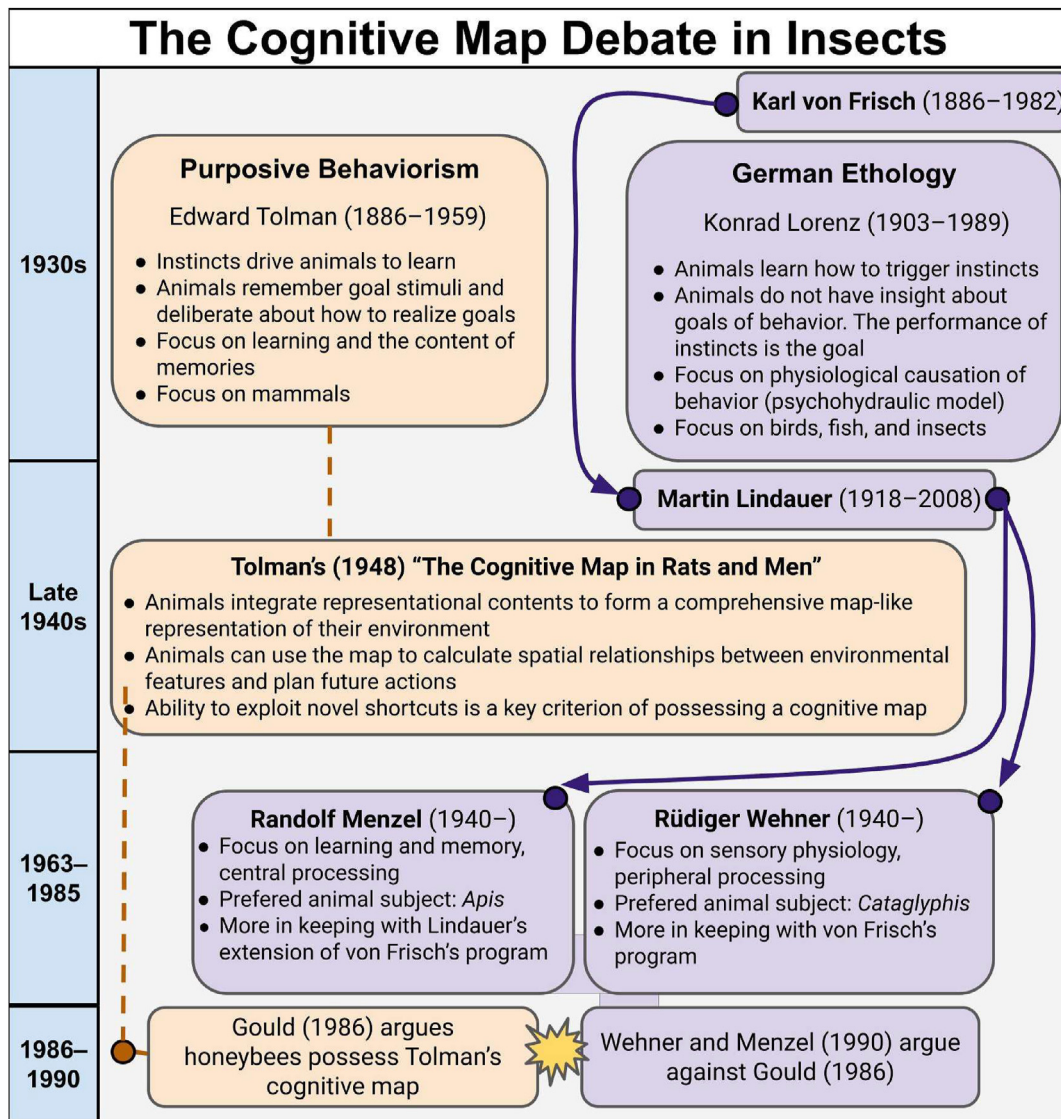 The Cognitive Map Debate in Insects
1930s
Karl von Frisch (1886–1982)
Purposive Behaviorism
Edward Tolman (1886–1959)
● Instincts drive animals to learn
● Animals remember goal stimuli and
deliberate about how to realize goals
● Focus on learning and the content of
memories
● Focus on mammals
German Ethology
Konrad Lorenz (1903–1989)
● Animals learn how to trigger instincts
● Animals do not have insight about
goals of behavior. The performance of
instincts is the goal
● Focus on physiological causation of
behavior (psychohydraulic model)
● Focus on birds, fish, and insects
Late
1940s
Martin Lindauer (1918–2008)
Tolman’s (1948) “The Cognitive Map in Rats and Men”
● Animals integrate representational contents to form a comprehensive map-like
representation of their environment
● Animals can use the map to calculate spatial relationships between environmental
features and plan future actions
● Ability to exploit novel shortcuts is a key criterion of possessing a cognitive map
1963–
1985
Randolf Menzel (1940–)
● Focus on learning and memory,
central processing
● Prefered animal subject: Apis
● More in keeping with Lindauer’s
extension of von Frisch’s program
Rüdiger Wehner (1940–)
● Focus on sensory physiology,
peripheral processing
● Prefered animal subject: Cataglyphis
● More in keeping with von Frisch’s
program
1986–
1990
Gould (1986) argues
honeybees possess Tolman’s
cognitive map
Wehner and Menzel (1990) argue
against Gould (1986)